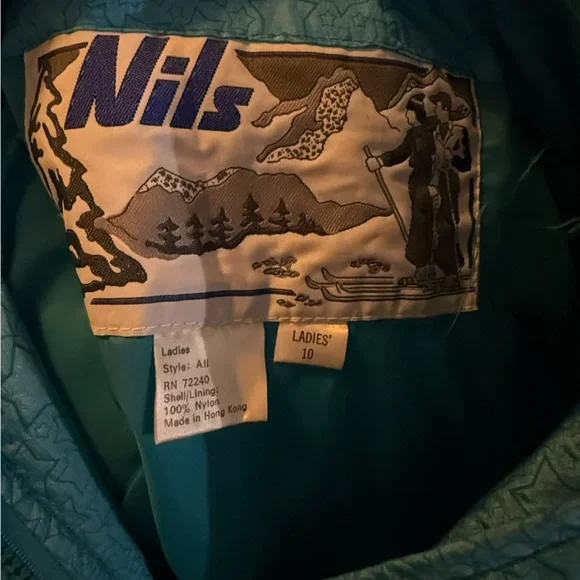 Nils
Ladies
Style: All
RN 72240
Shell/Lining:
100% Nylon
Made in Hong Kong
LADIES'
10